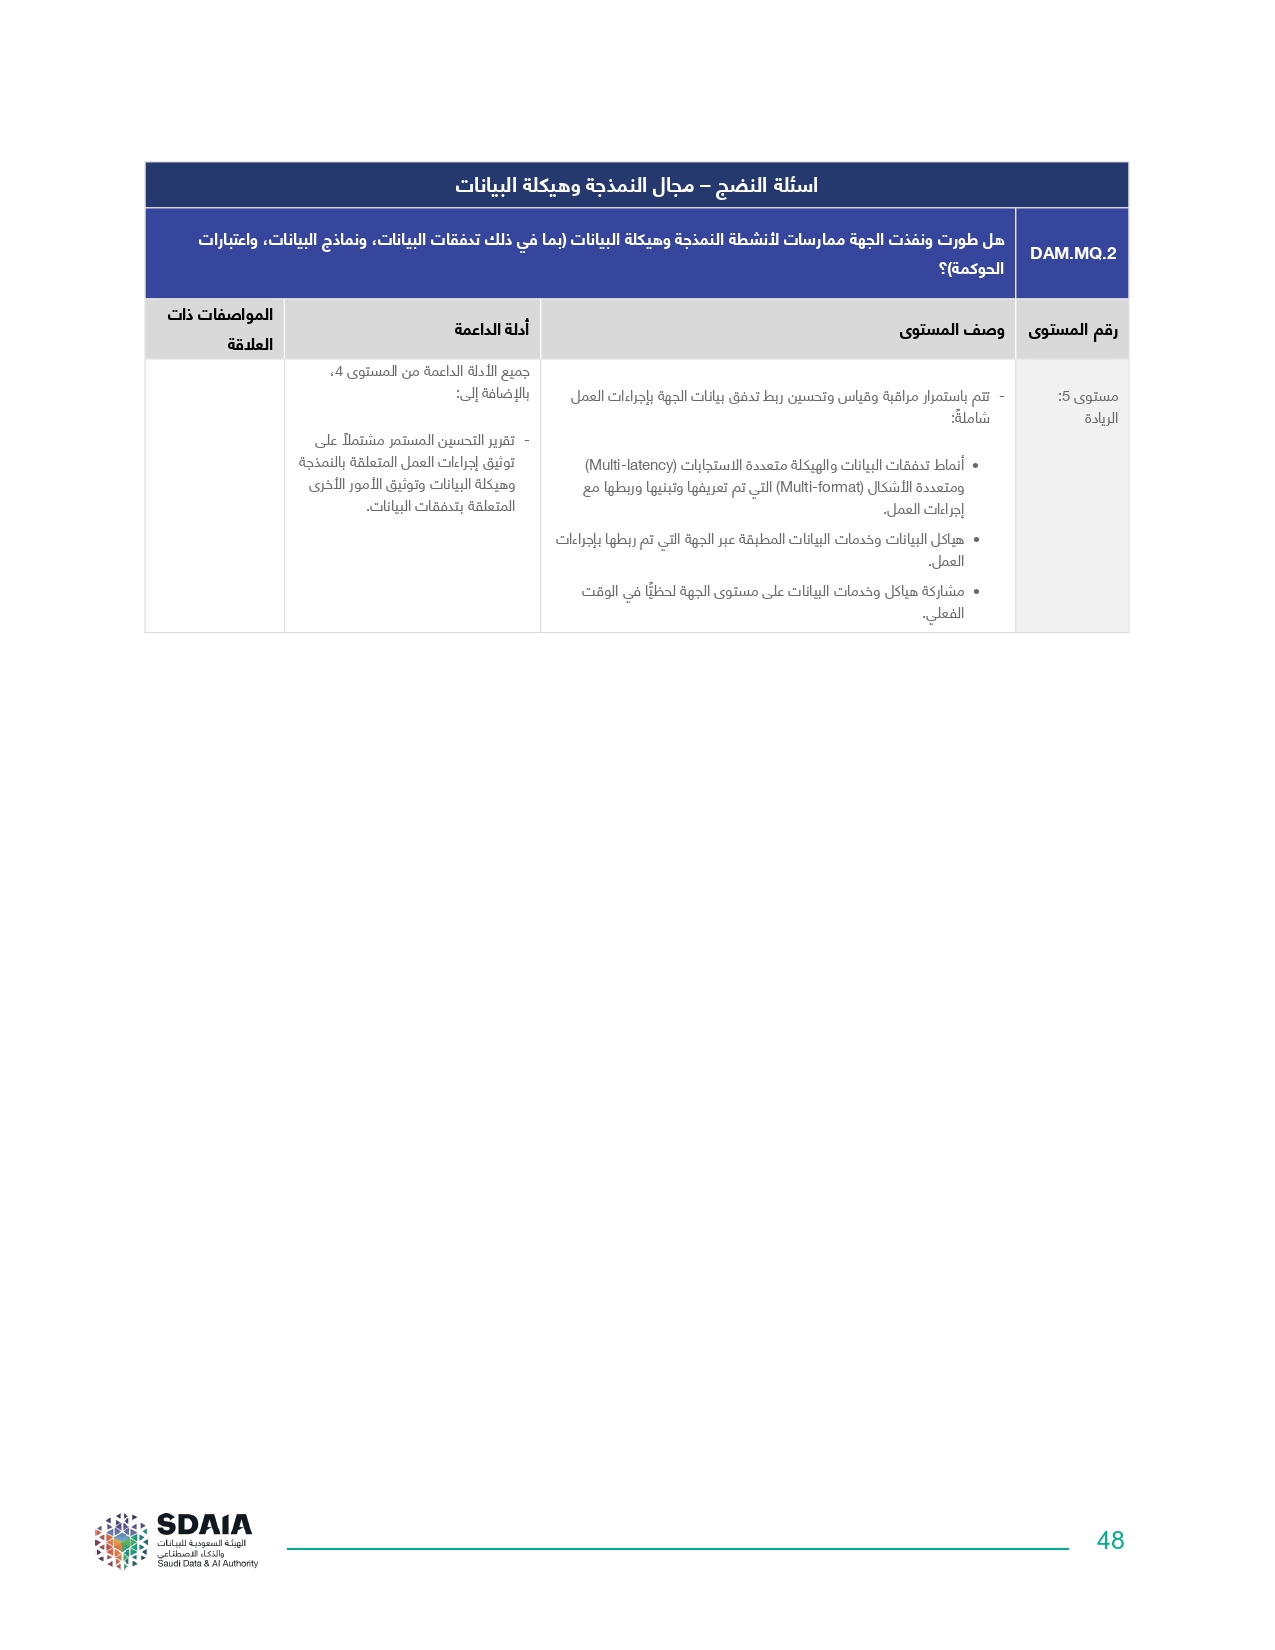 اسئلة النضج – مجال النمذجة وهيكلة البيانات
DAM.MQ.2
هل طورت ونفذت الجهة ممارسات لأنشطة النمذجة وهيكلة البيانات (بما في ذلك تدفقات البيانات، ونماذج البيانات، واعتبارات
الحوكمة)؟
رقم المستوى
وصف المستوى
أدلة الداعمة
المواصفات ذات
العلاقة
مستوى 5:
الريادة
- تتم باستمرار مراقبة وقياس وتحسين ربط تدفق بيانات الجهة بإجراءات العمل
شاملةً:
• أنماط تدفقات البيانات والهيكلة متعددة الاستجابات (Multi-latency)
ومتعددة الأشكال (Multi-format) التي تم تعريفها وتبنيها وربطها مع
إجراءات العمل.
• هياكل البيانات وخدمات البيانات المطبقة عبر الجهة التي تم ربطها بإجراءات
العمل.
• مشاركة هياكل وخدمات البيانات على مستوى الجهة لحظيًّا في الوقت
الفعلي.
جميع الأدلة الداعمة من المستوى 4،
بالإضافة إلى:
- تقرير التحسين المستمر مشتملاً على
توثيق إجراءات العمل المتعلقة بالنمذجة
وهيكلة البيانات وتوثيق الأمور الأخرى
المتعلقة بتدفقات البيانات.
SDAIA
الهيئة السعودية للبيانات
والذكاء الاصطناعي
Saudi Data & AI Authority
48